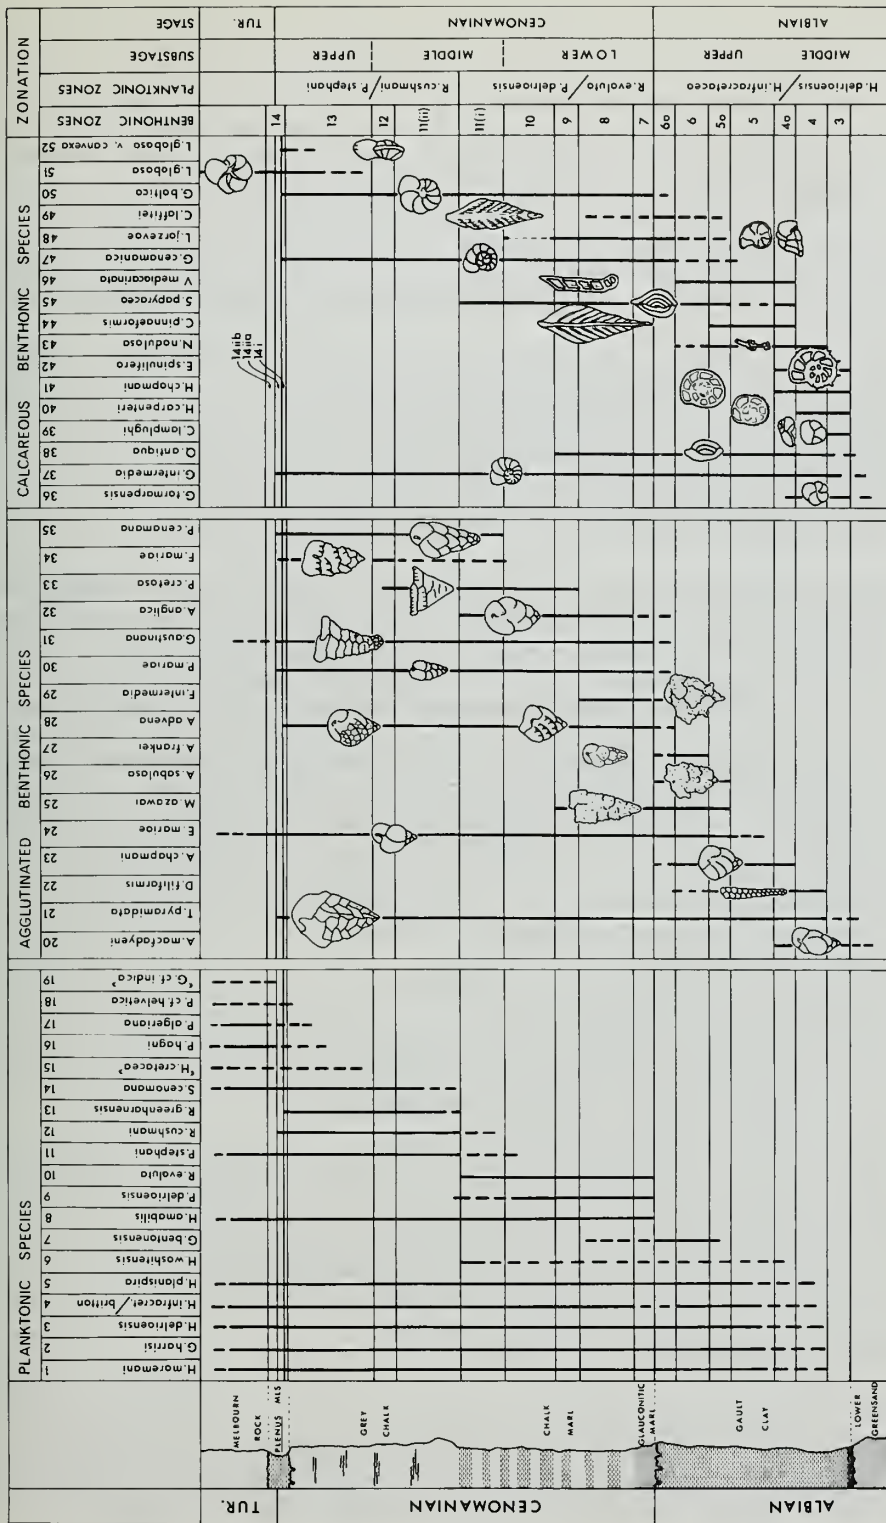 PLANKTONIC SPECIES
1 H.moremani
2 G.harrisi
3 H.delrioensis
4 H.infracret./britton
5 H.planispira
6 H.washitensis
7 G.bentonensis
8 H.amabilis
9 P.delrioensis
10 R.evoluta
11 P.stephani
12 R.cushmani
13 R.greenhornensis
14 S.cenomana
15 'H.cretacea'
16 P.hagni
17 P.algeriana
18 P.cf.helvetica
19 'G.cf.indica'
AGGLUTINATED BENTHONIC SPECIES
20 A.macfadyeni
21 T.pyramidata
22 D.filiformis
23 A.chapmani
24 E.mariae
25 M.ozawai
26 A.sabulosa
27 A.frankei
28 A.advena
29 F.intermedia
30 P.mariae
31 G.austinana
32 A.anglica
33 P.cretosa
34 F.mariae
35 P.cenomana
CALCAREOUS BENTHONIC SPECIES
36 G.tormarpensis
37 G.intermedia
38 Q.antiqua
39 C.lamplughi
40 H.carpenteri
41 H.chapmani
42 E.spinulifera
43 N.nodulosa
44 C.pinnaeformis
45 S.papyracea
46 V.mediocarinata
47 G.cenomanica
48 L.jarzevae
49 C.laffitei
50 G.baltica
51 L.globosa
52 L.globosa v. convexa
ZONATION
BENTHONIC ZONES
PLANKTONIC ZONES
SUBSTAGE
STAGE
TUR.
CENOMANIAN
ALBIAN
MELBOURN
ROCK
PLENUS MLS
GREY
CHALK
CHALK
MARL
GLAUCONITIC
MARL
GAULT
CLAY
LOWER
GREENSAND
14iib
14iia
14i
14
13
12
11(ii)
11(i)
10
9
8
7
6a
6
5a
5
4a
4
3
R.cushmani/P.stephani
R.evoluta/P.delrioensis
H.delrioensis/H.infracretacea
UPPER
MIDDLE
LOWER
UPPER
MIDDLE
TUR.
CENOMANIAN
ALBIAN